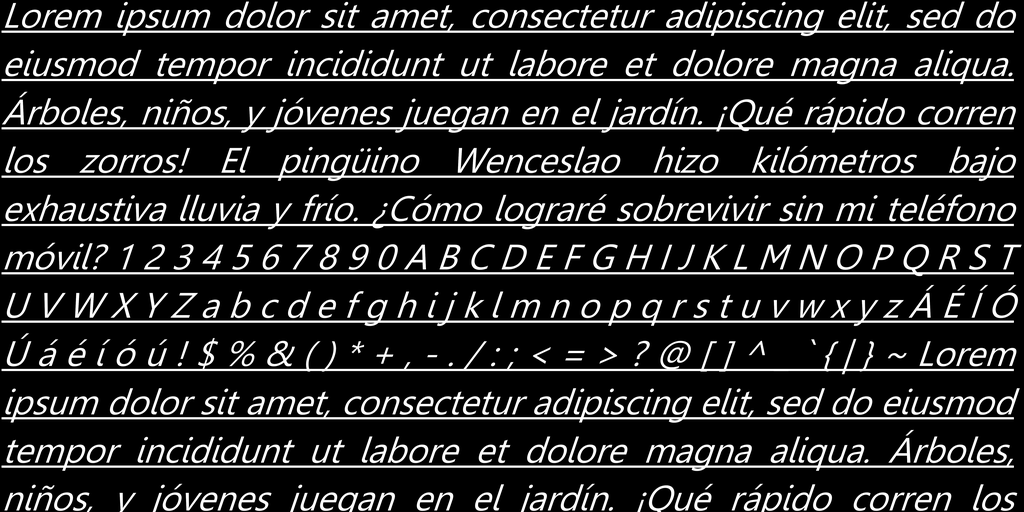 Lorem ipsum dolor sit amet, consectetur adipiscing elit, sed do
eiusmod tempor incididunt ut labore et dolore magna aliqua.
Árboles, niños, y jóvenes juegan en el jardín. ¡Qué rápido corren
los zorros! El pingüino Wenceslao hizo kilómetros bajo
exhaustiva lluvia y frío. ¿Cómo lograré sobrevivir sin mi teléfono
móvil? 1 2 3 4 5 6 7 8 9 0 A B C D E F G H I J K L M N O P Q R S T
U V W X Y Z a b c d e f g h i j k l m n o p q r s t u v w x y z Á É Í Ó
Ú á é í ó ú ! $ % & ( ) * + , - . / : ; < = > ? @ [ ] ^ _ ` { | } ~ Lorem
ipsum dolor sit amet, consectetur adipiscing elit, sed do eiusmod
tempor incididunt ut labore et dolore magna aliqua. Árboles,
niños, y jóvenes juegan en el jardín. ¡Qué rápido corren los